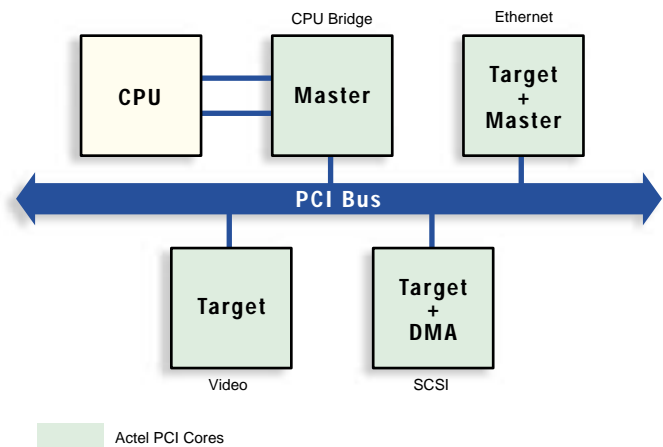 CPU Bridge
Ethernet
CPU
Master
Target
+
Master
PCI Bus
Target
Target
+
DMA
Video
SCSI
Actel PCI Cores